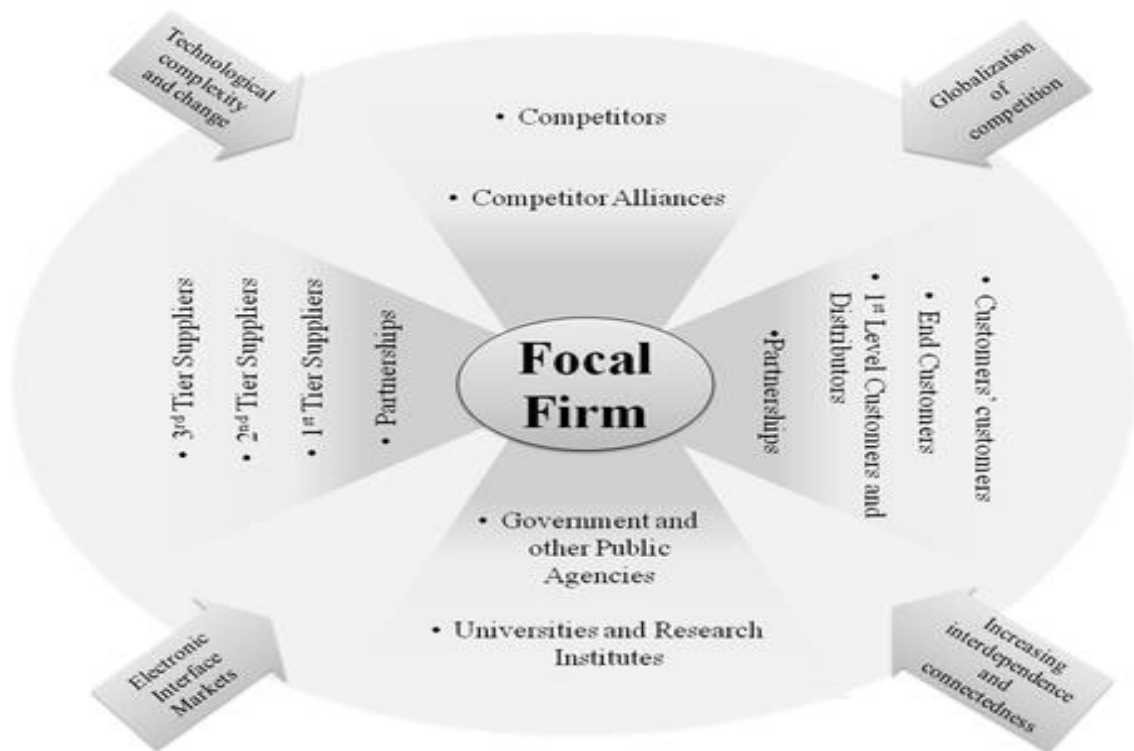 Technological
complexity
and change
Globalization
of
competition
• Competitors
• Competitor Alliances
• 3rd Tier Suppliers
• 2nd Tier Suppliers
• 1st Tier Suppliers
• Partnerships
Focal
Firm
•Partnerships
• 1st Level Customers and
Distributors
• End Customers
• Customers’ customers
• Government and
other Public
Agencies
• Universities and Research
Institutes
Electronic
Interface
Markets
Increasing
interdependence
and
connectedness